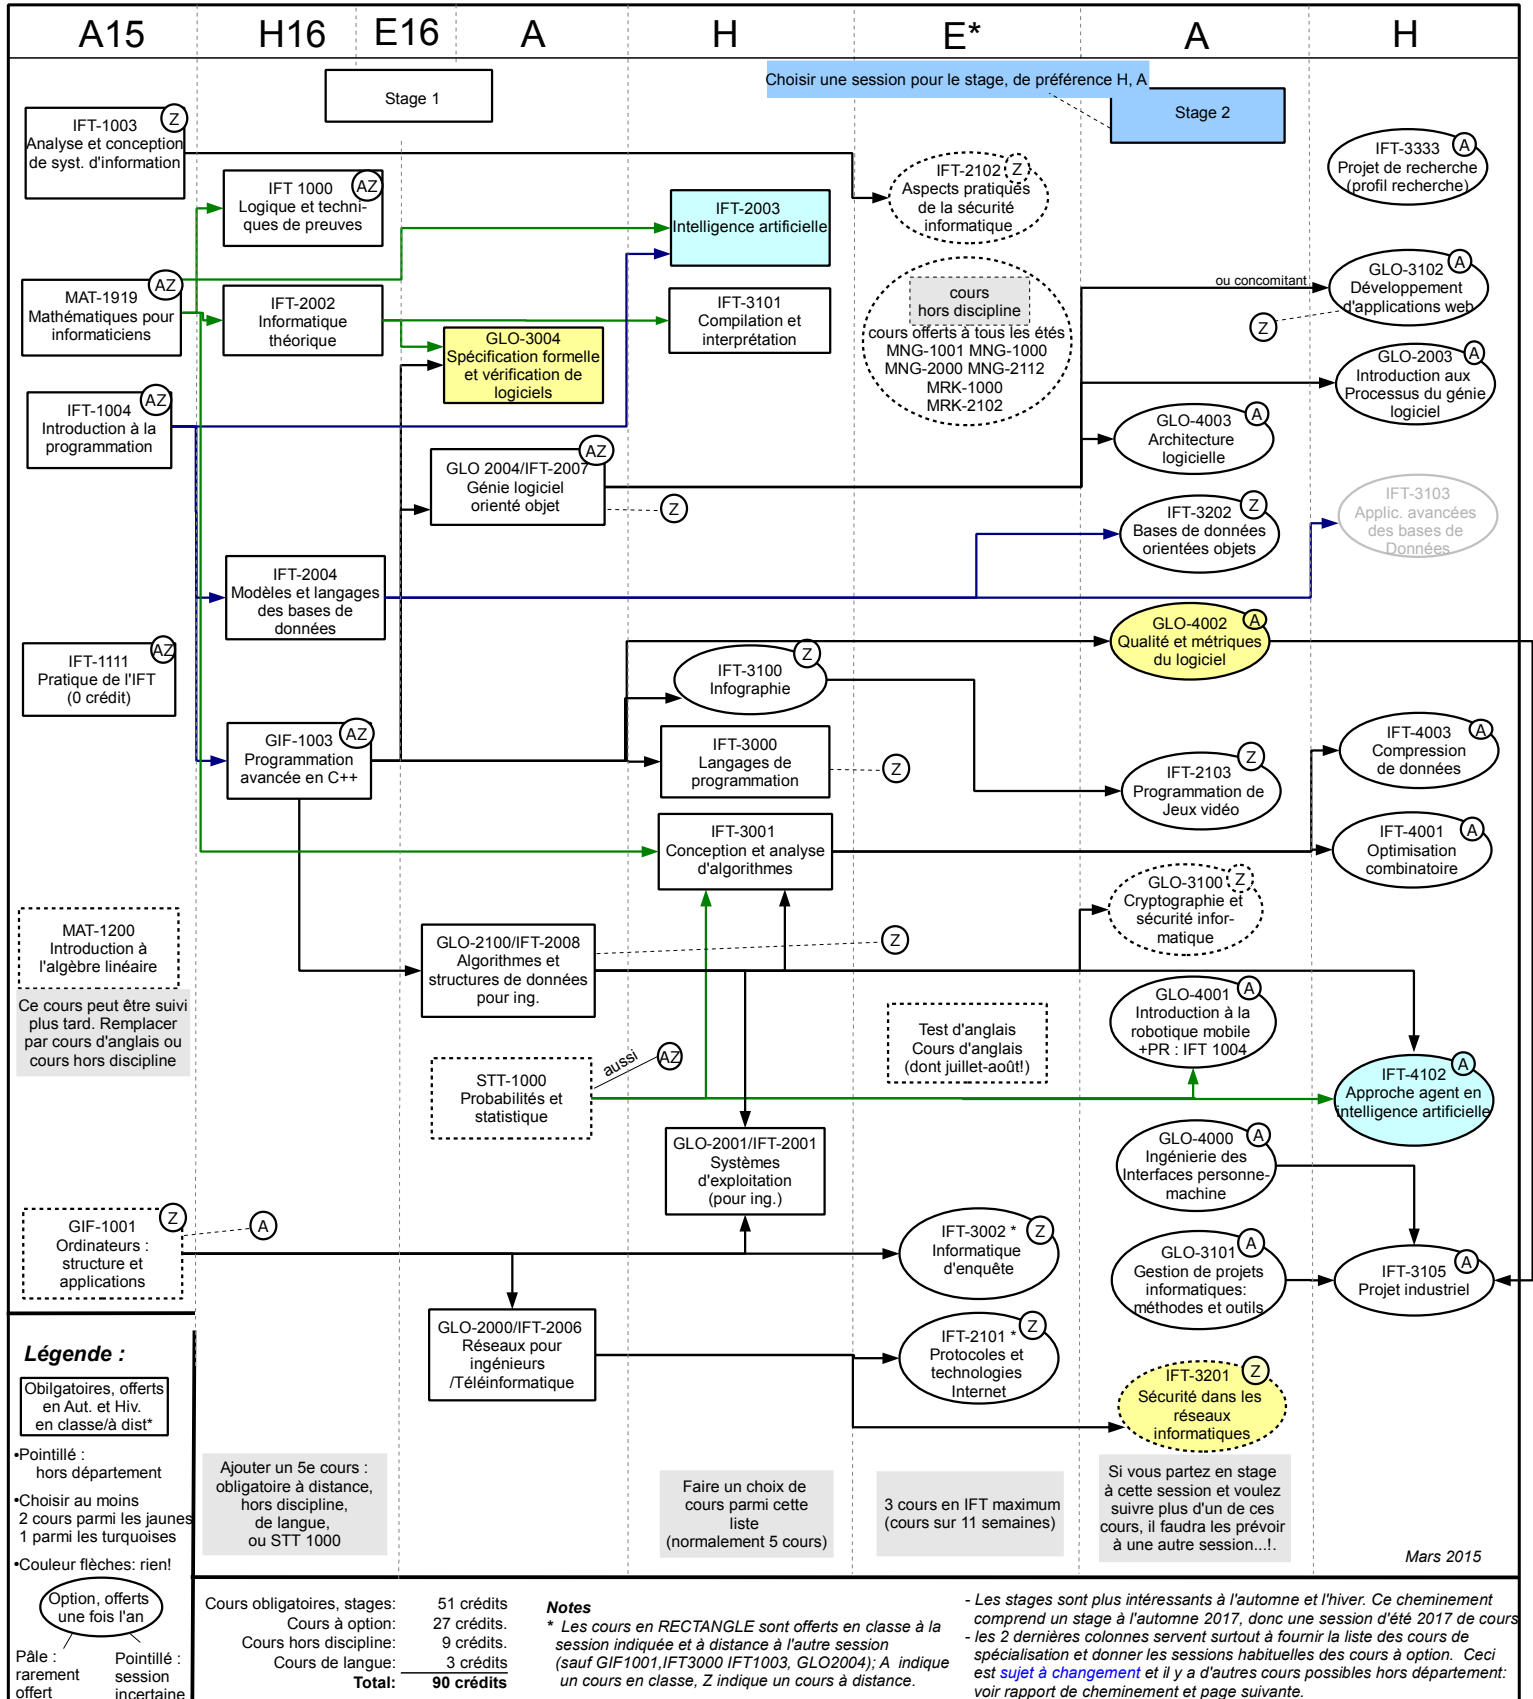 A15 H16 E16 A H E* A H
Stage 1
Choisir une session pour le stage, de préférence H, A
Stage 2
IFT-1003
Analyse et conception
de syst. d'information
Z
IFT 1000
Logique et techni-
ques de preuves
AZ
MAT-1919
Mathématiques pour
informaticiens
AZ
IFT-2002
Informatique
théorique
IFT-1004
Introduction à la
programmation
AZ
GLO-3004
Spécification formelle
et vérification de
logiciels
GLO 2004/IFT-2007
Génie logiciel
orienté objet
AZ
Z
IFT-2004
Modèles et langages
des bases de
données
IFT-1111
Pratique de l'IFT
(0 crédit)
AZ
GIF-1003
Programmation
avancée en C++
AZ
MAT-1200
Introduction à
l'algèbre linéaire
Ce cours peut être suivi
plus tard. Remplacer
par cours d'anglais ou
cours hors discipline
GLO-2100/IFT-2008
Algorithmes et
structures de données
pour ing.
Z
STT-1000
Probabilités et
statistique
aussi
AZ
GIF-1001
Ordinateurs :
structure et
applications
Z
A
GLO-2000/IFT-2006
Réseaux pour
ingénieurs
/Téléinformatique
IFT-2003
Intelligence artificielle
IFT-3101
Compilation et
interprétation
IFT-3100
Infographie
Z
IFT-3000
Langages de
programmation
Z
IFT-3001
Conception et analyse
d'algorithmes
GLO-2001/IFT-2001
Systèmes
d'exploitation
(pour ing.)
IFT-2102
Aspects pratiques
de la sécurité
informatique
Z
cours
hors discipline
cours offerts à tous les étés
MNG-1001 MNG-1000
MNG-2000 MNG-2112
MRK-1000
MRK-2102
Test d'anglais
Cours d'anglais
(dont juillet-août!)
IFT-3002 *
Informatique
d'enquête
Z
IFT-2101 *
Protocoles et
technologies
Internet
Z
GLO-4003
Architecture
logicielle
A
IFT-3202
Bases de données
orientées objets
Z
GLO-4002
Qualité et métriques
du logiciel
A
IFT-2103
Programmation de
Jeux vidéo
Z
GLO-3100
Cryptographie et
sécurité infor-
matique
Z
GLO-4001
Introduction à la
robotique mobile
+PR : IFT 1004
A
GLO-4000
Ingénierie des
Interfaces personne-
machine
A
GLO-3101
Gestion de projets
informatiques:
méthodes et outils
A
IFT-3201
Sécurité dans les
réseaux
informatiques
Z
IFT-3333
Projet de recherche
(profil recherche)
A
ou concomitant
GLO-3102
Développement
d'applications web
A
Z
GLO-2003
Introduction aux
Processus du génie
logiciel
A
IFT-3103
Applic. avancées
des bases de
Données
IFT-4003
Compression
de données
A
IFT-4001
Optimisation
combinatoire
A
IFT-4102
Approche agent en
intelligence artificielle
A
IFT-3105
Projet industriel
A
Légende :
Obilgatoires, offerts
en Aut. et Hiv.
en classe/à dist*
•Pointillé :
hors département
•Choisir au moins
2 cours parmi les jaunes
1 parmi les turquoises
•Couleur flèches: rien!
Option, offerts
une fois l'an
Pâle :
rarement
offert
Pointillé :
session
incertaine
Ajouter un 5e cours :
obligatoire à distance,
hors discipline,
de langue,
ou STT 1000
Faire un choix de
cours parmi cette
liste
(normalement 5 cours)
3 cours en IFT maximum
(cours sur 11 semaines)
Si vous partez en stage
à cette session et voulez
suivre plus d'un de ces
cours, il faudra les prévoir
à une autre session...!.
Mars 2015
Cours obligatoires, stages: 51 crédits
Cours à option: 27 crédits.
Cours hors discipline: 9 crédits.
Cours de langue: 3 crédits
Total: 90 crédits
Notes
* Les cours en RECTANGLE sont offerts en classe à la
session indiquée et à distance à l'autre session
(sauf GIF1001,IFT3000 IFT1003, GLO2004); A indique
un cours en classe, Z indique un cours à distance.
- Les stages sont plus intéressants à l'automne et l'hiver. Ce cheminement
comprend un stage à l'automne 2017, donc une session d'été 2017 de cours
- les 2 dernières colonnes servent surtout à fournir la liste des cours de
spécialisation et donner les sessions habituelles des cours à option. Ceci
est sujet à changement et il y a d'autres cours possibles hors département:
voir rapport de cheminement et page suivante.